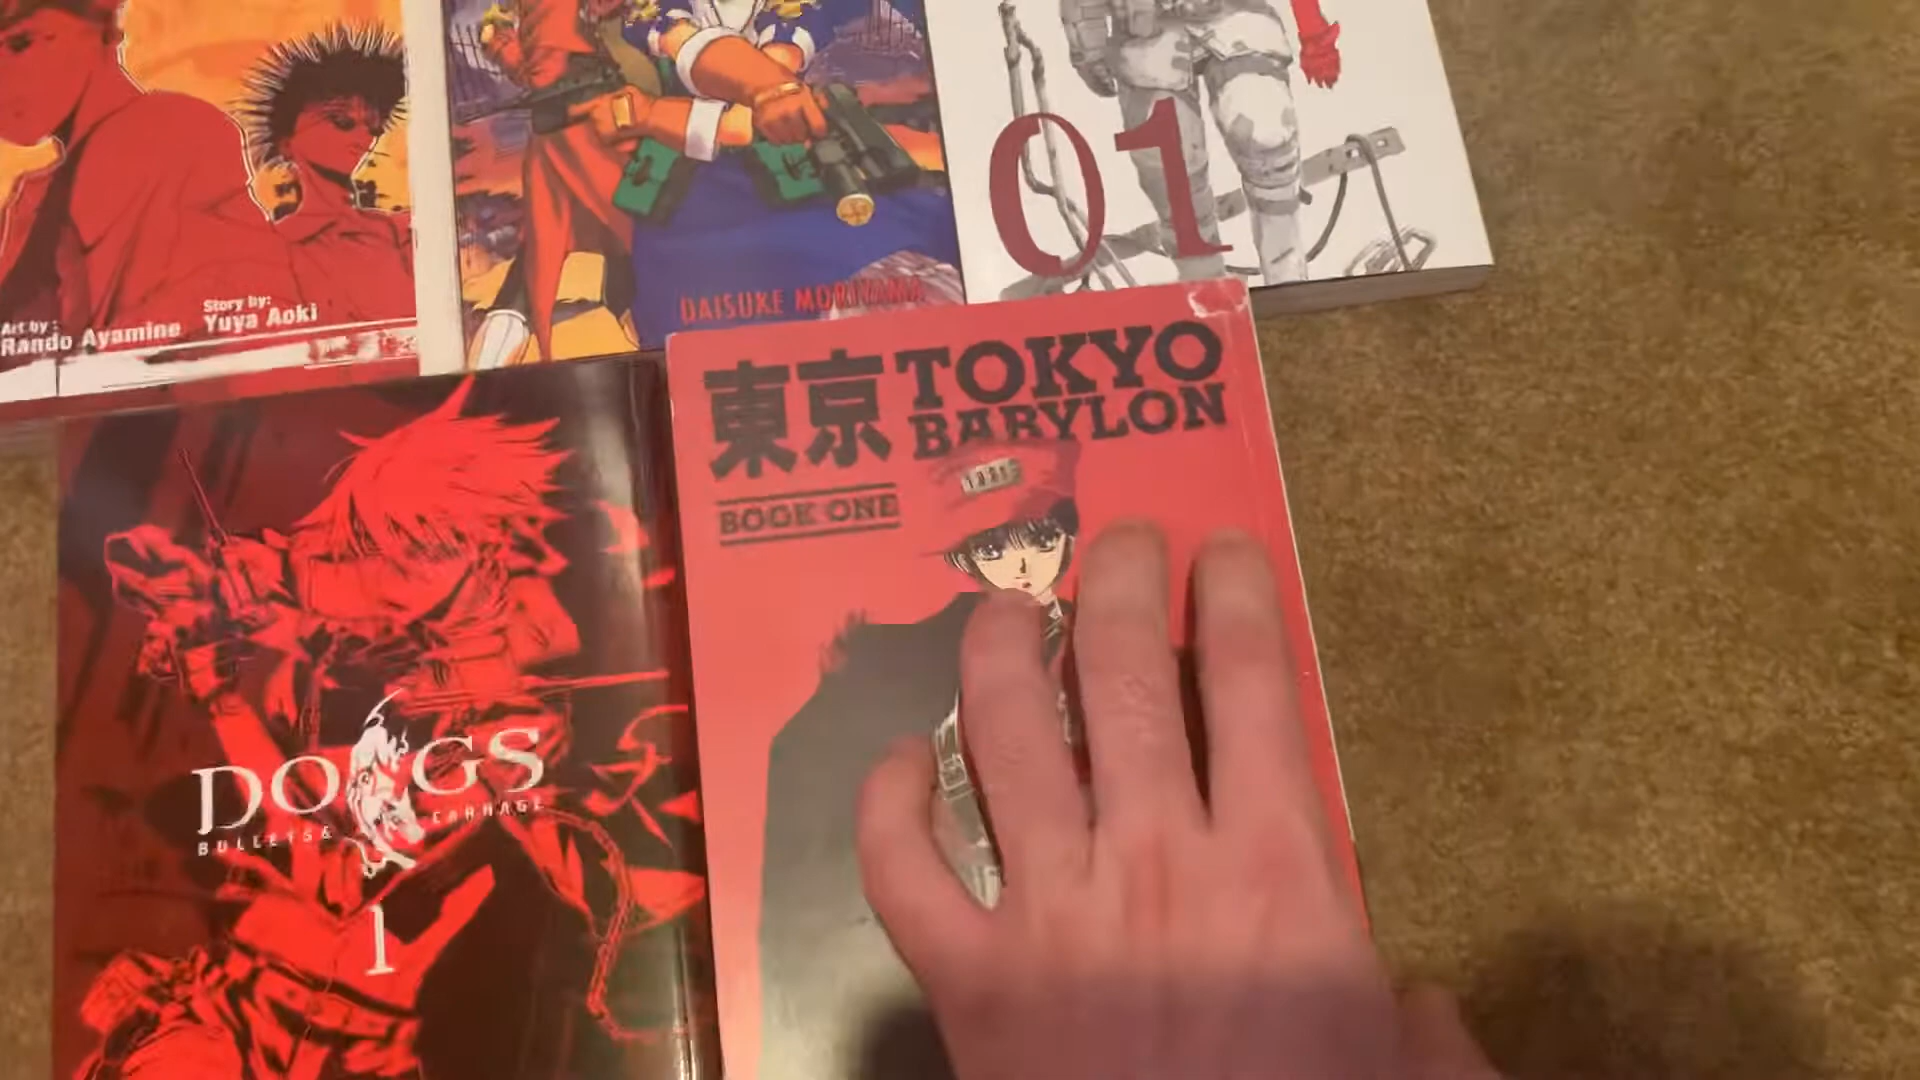 Art by:
Rando Ayamine
Story by:
Yuya Aoki
DAISUKE MORIYAMA
01
東京 TOKYO
BABYLON
BOOK ONE
DOGS
BULLETS & CARNAGE
1